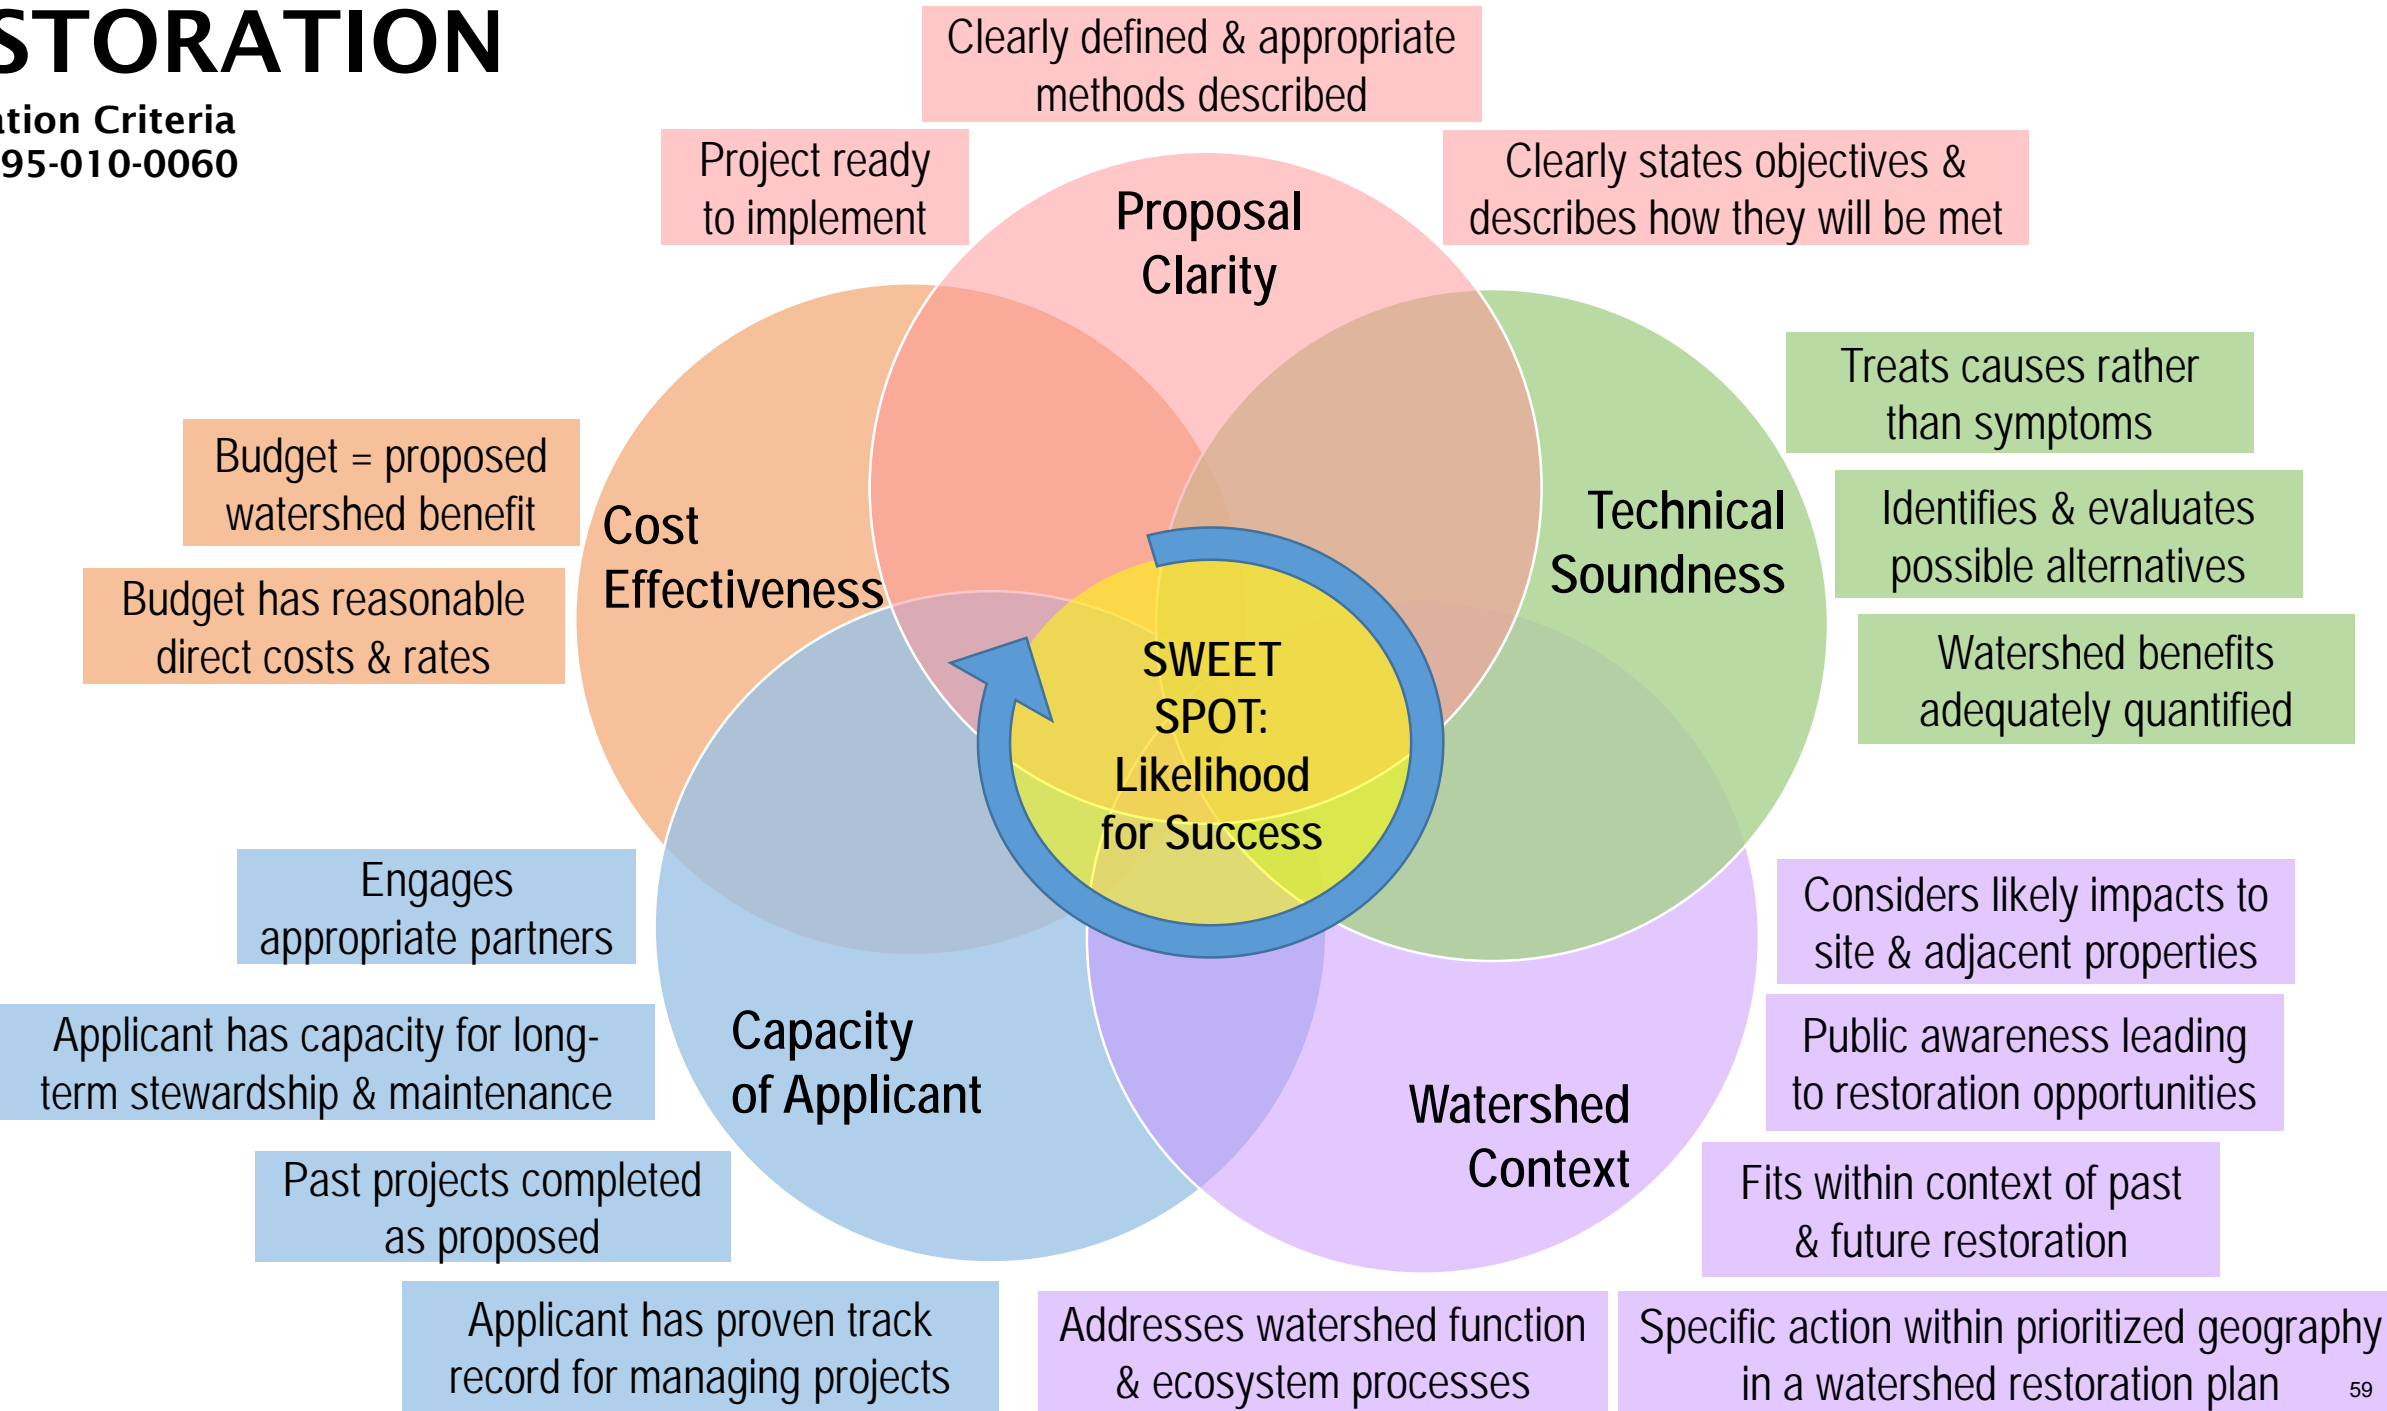 STORATION
ation Criteria
95-010-0060
Clearly defined & appropriate
methods described
Project ready
to implement
Clearly states objectives &
describes how they will be met
Proposal
Clarity
Treats causes rather
than symptoms
Identifies & evaluates
possible alternatives
Watershed benefits
adequately quantified
Technical
Soundness
Budget = proposed
watershed benefit
Budget has reasonable
direct costs & rates
Cost
Effectiveness
SWEET
SPOT:
Likelihood
for Success
Engages
appropriate partners
Applicant has capacity for long-
term stewardship & maintenance
Past projects completed
as proposed
Applicant has proven track
record for managing projects
Capacity
of Applicant
Watershed
Context
Considers likely impacts to
site & adjacent properties
Public awareness leading
to restoration opportunities
Fits within context of past
& future restoration
Addresses watershed function
& ecosystem processes
Specific action within prioritized geography
in a watershed restoration plan
59